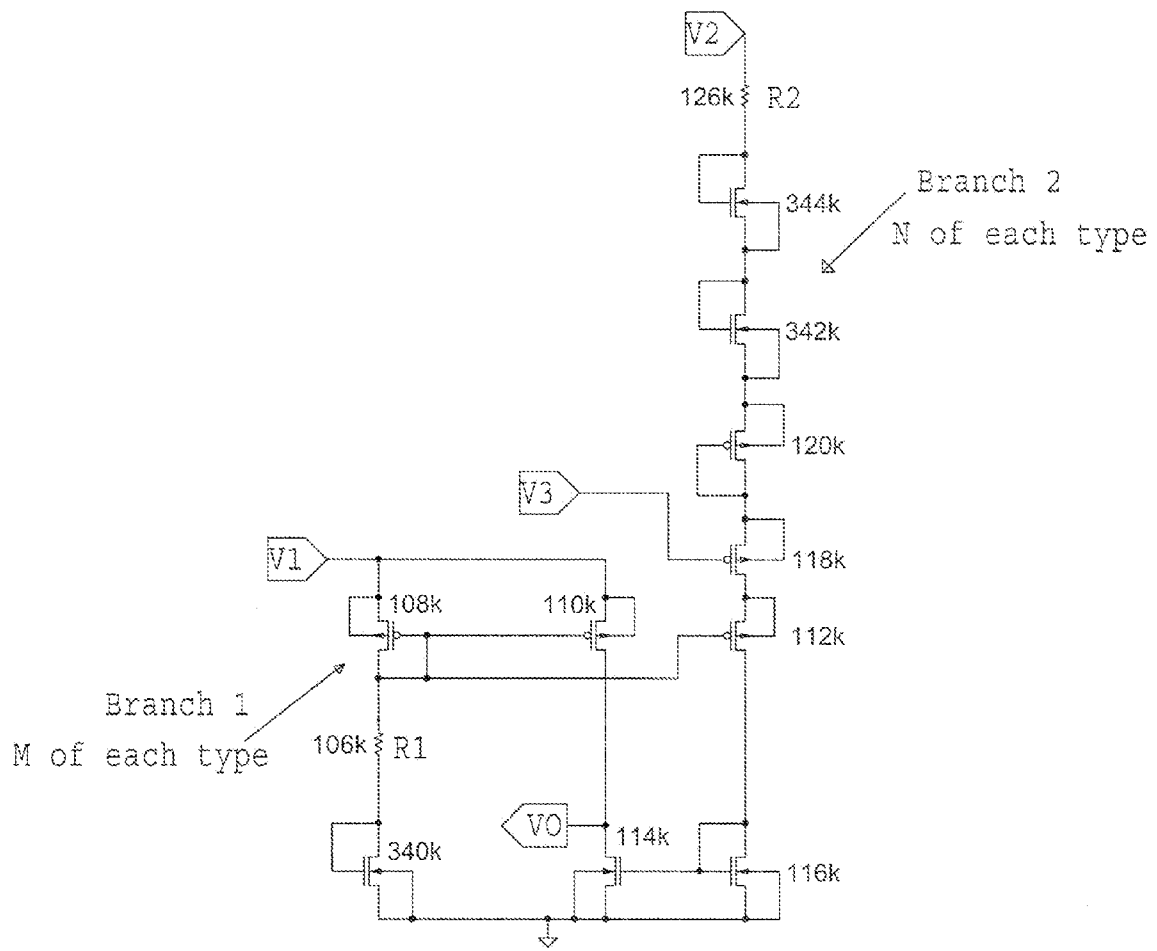 V2
126k R2
Branch 2
344k
N of each type
342k
120k
V3
V1
118k
108k
110k
112k
Branch 1
M of each type
106k R1
VO
114k
340k
116k